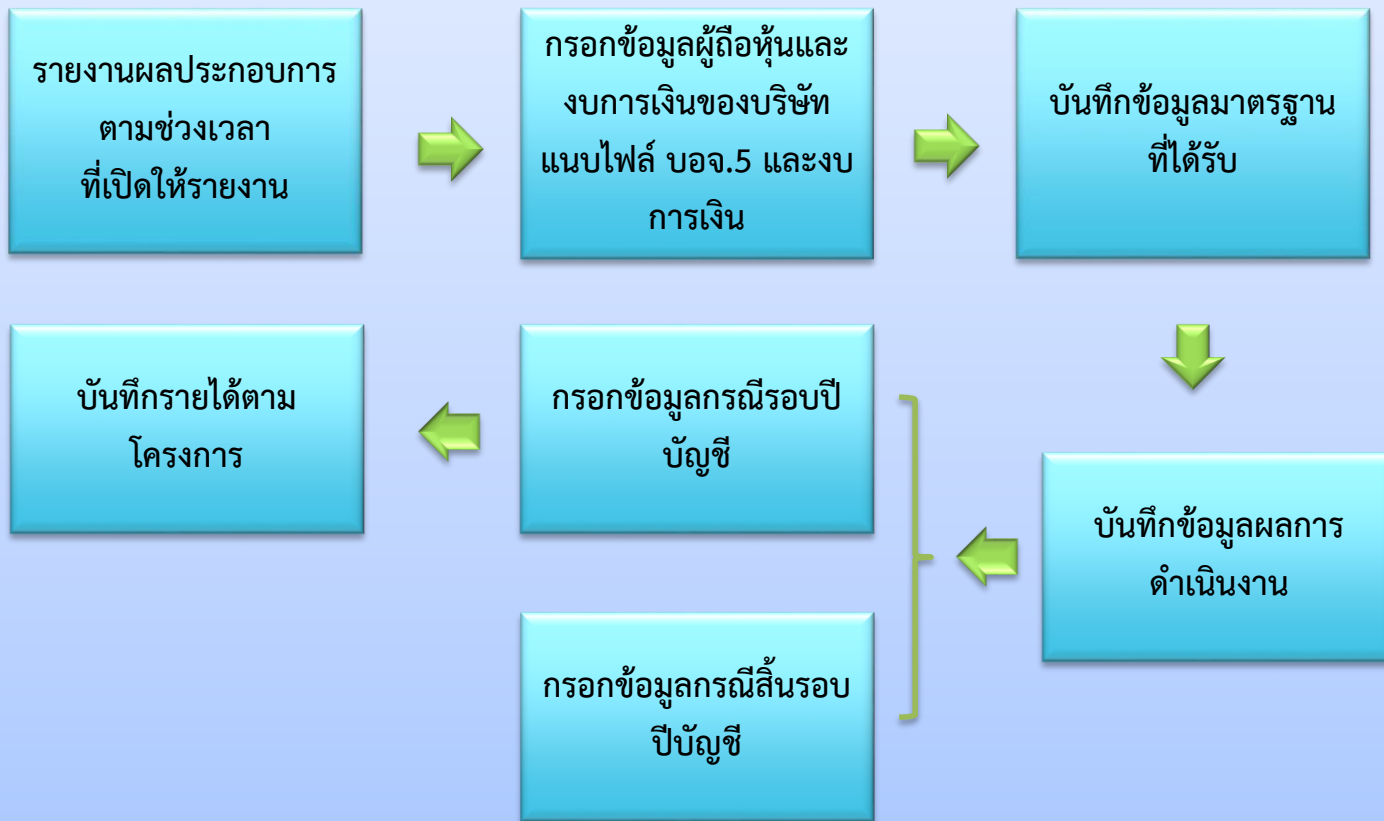 รายงานผลประกอบการ
ตามช่วงเวลา
ที่เปิดให้รายงาน
กรอกข้อมูลผู้ถือหุ้นและ
งบการเงินของบริษัท
แนบไฟล์ บอจ.5 และงบ
การเงิน
บันทึกข้อมูลมาตรฐาน
ที่ได้รับ
บันทึกรายได้ตาม
โครงการ
กรอกข้อมูลกรณีรอบปี
บัญชี
บันทึกข้อมูลผลการ
ดำเนินงาน
กรอกข้อมูลกรณีสิ้นรอบ
ปีบัญชี